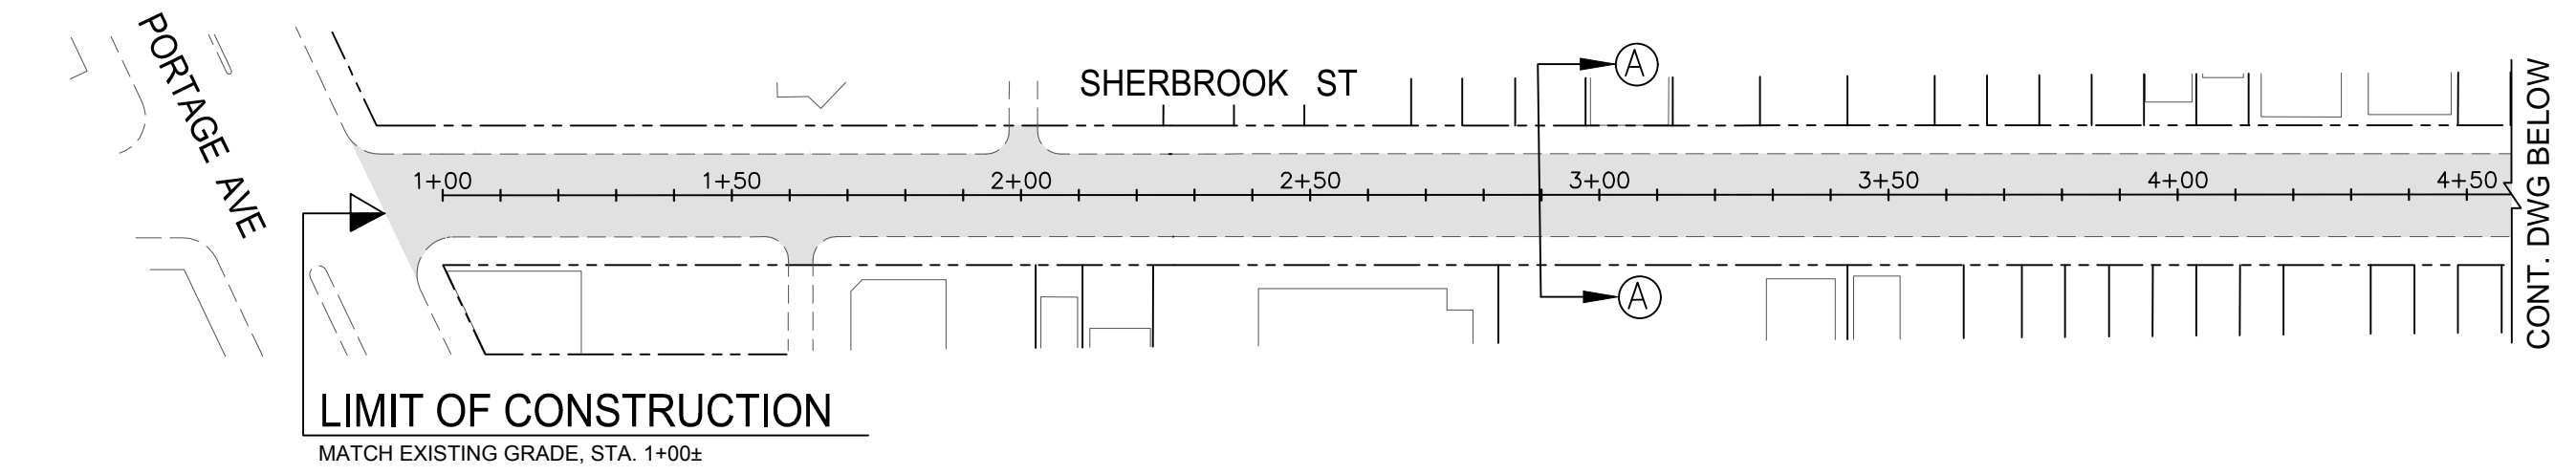 PORTAGE AVE
SHERBROOK ST
A
1+00 1+50 2+00 2+50 3+00 3+50 4+00 4+50
A
CONT. DWG BELOW
LIMIT OF CONSTRUCTION
MATCH EXISTING GRADE, STA. 1+00±